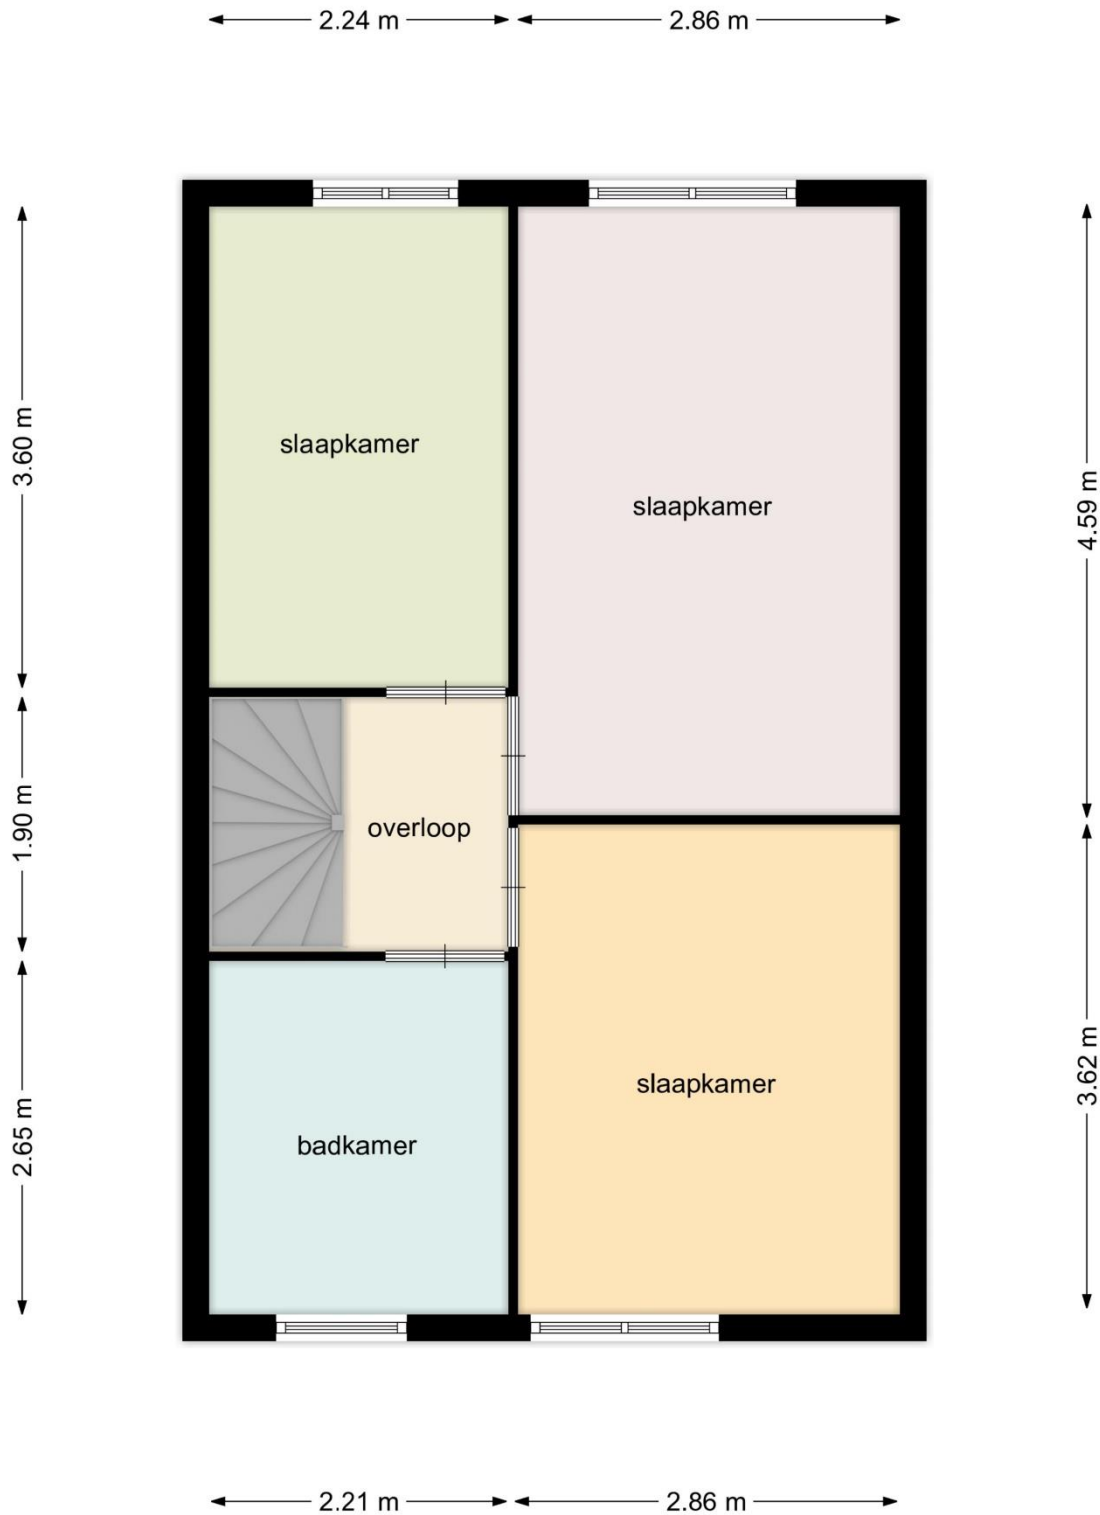 2.24 m
2.86 m
slaapkamer
3.60 m
slaapkamer
4.59 m
overloop
1.90 m
slaapkamer
3.62 m
badkamer
2.65 m
2.21 m
2.86 m